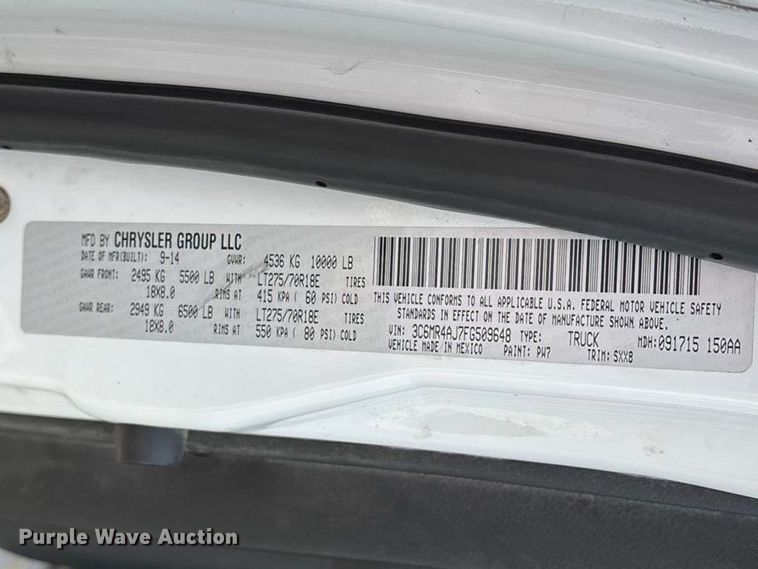 MFD BY CHRYSLER GROUP LLC
DATE OF MFR(BUILT): 9-14 GVWR: 4536 KG 10000 LB
GAWR FRONT: 2495 KG 5500 LB WITH LT275/70R18E TIRES
18X8.0 RIMS AT 415 KPA ( 60 PSI) COLD
GAWR REAR: 2949 KG 6500 LB WITH LT275/70R18E TIRES
18X8.0 RIMS AT 550 KPA ( 80 PSI) COLD
THIS VEHICLE CONFORMS TO ALL APPLICABLE U.S.A. FEDERAL MOTOR VEHICLE SAFETY
STANDARDS IN EFFECT ON THE DATE OF MANUFACTURE SHOWN ABOVE.
VIN: 3C6MR4AJ7FG509648 TYPE: TRUCK MDH: 091715 150AA
VEHICLE MADE IN MEXICO PAINT: PW7 TRIM: SXX8
Purple Wave Auction®